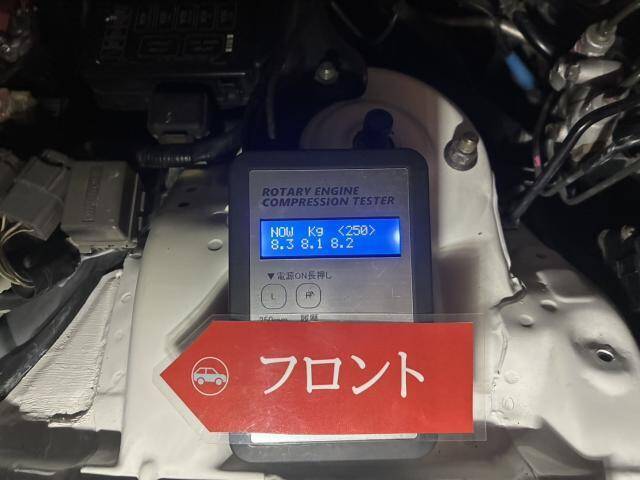 ROTARY ENGINE
COMPRESSION TESTER
NOW Kg <250>
8.3 8.1 8.2
▼電源ON長押し
L
フロント